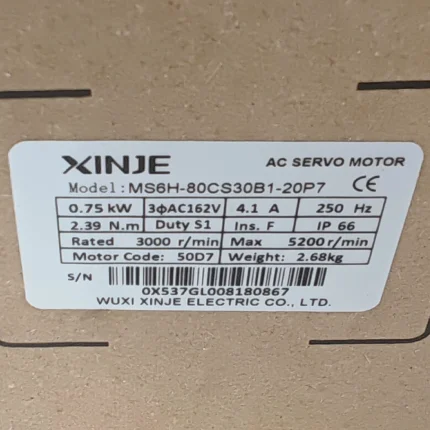 XINJE AC SERVO MOTOR
Model: MS6H-80CS30B1-20P7 CE
0.75 kW 3ϕAC162V 4.1 A 250 Hz
2.39 N.m Duty S1 Ins. F IP 66
Rated 3000 r/min Max 5200r/min
Motor Code: 50D7 Weight: 2.68kg
S/N
0X537GL008180867
WUXI XINJE ELECTRIC CO., LTD.